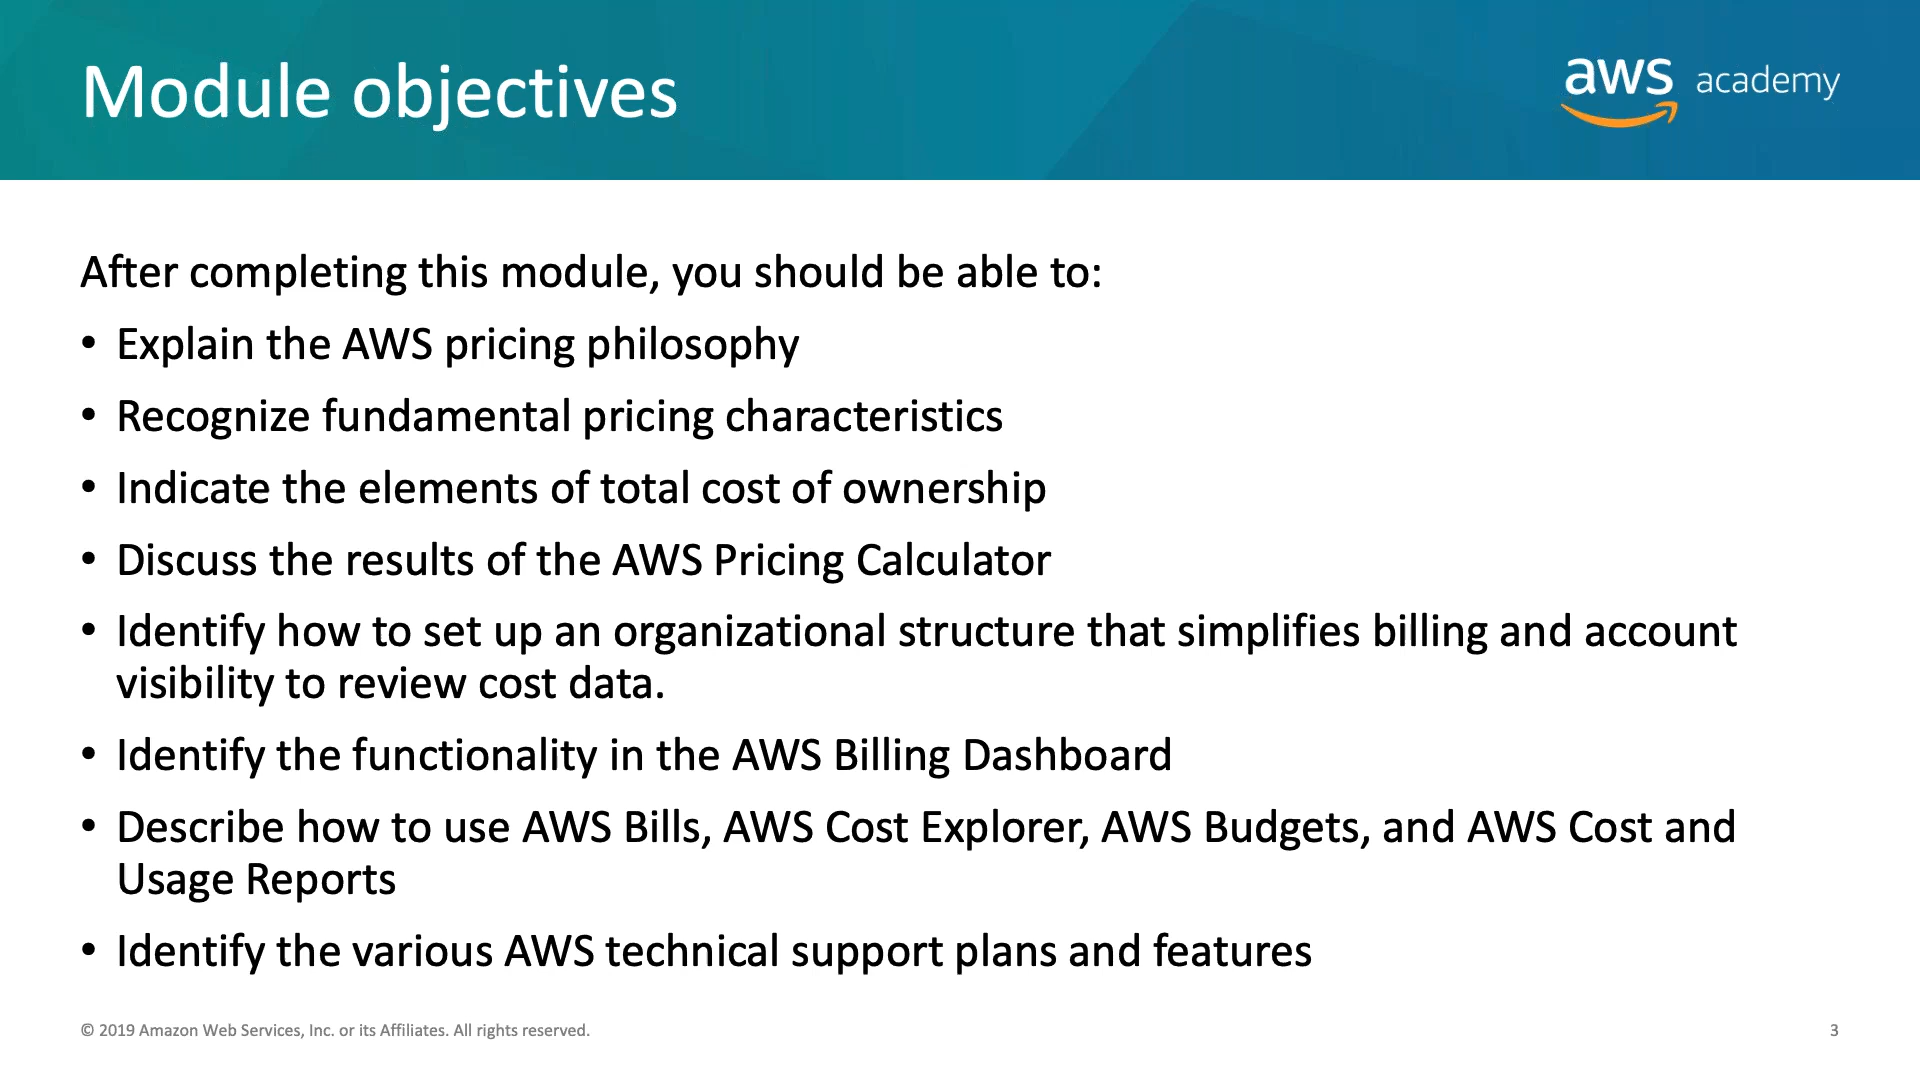 Module objectives
aws academy
After completing this module, you should be able to:
• Explain the AWS pricing philosophy
• Recognize fundamental pricing characteristics
• Indicate the elements of total cost of ownership
• Discuss the results of the AWS Pricing Calculator
• Identify how to set up an organizational structure that simplifies billing and account
visibility to review cost data.
• Identify the functionality in the AWS Billing Dashboard
• Describe how to use AWS Bills, AWS Cost Explorer, AWS Budgets, and AWS Cost and
Usage Reports
• Identify the various AWS technical support plans and features
© 2019 Amazon Web Services, Inc. or its Affiliates. All rights reserved.
3